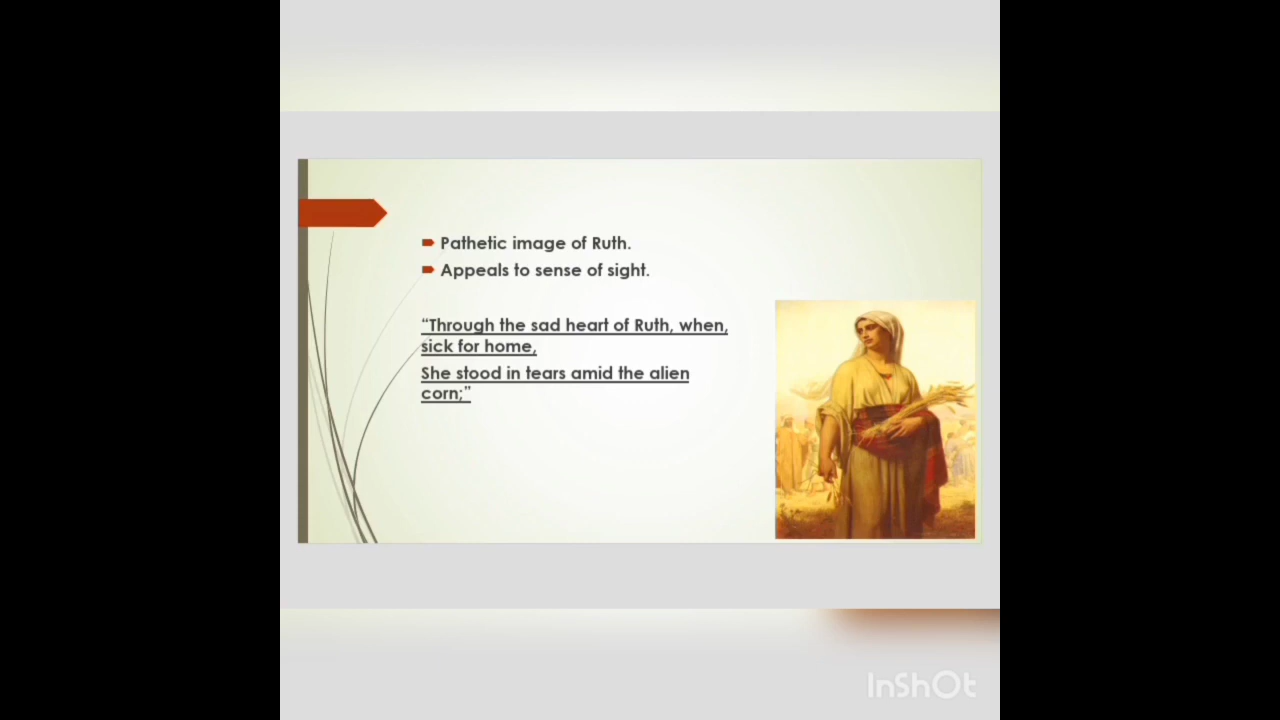 Pathetic image of Ruth.
Appeals to sense of sight.
“Through the sad heart of Ruth, when,
sick for home,
She stood in tears amid the alien
corn;”
InShOt